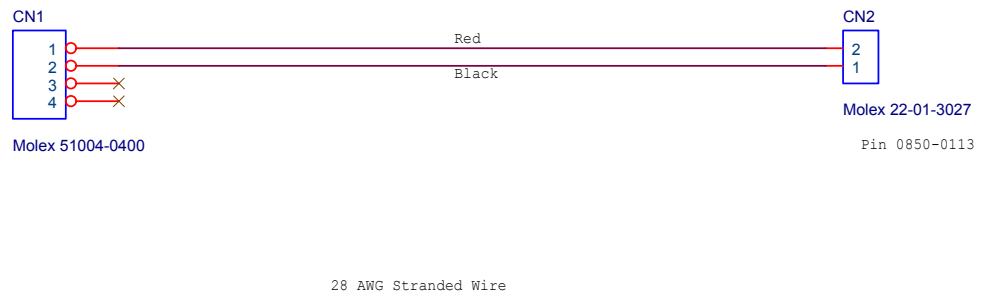 CN1
CN2
Red
1
2
2
Black
1
3
4
Molex 22-01-3027
Molex 51004-0400
Pin 0850-0113
28 AWG Stranded Wire